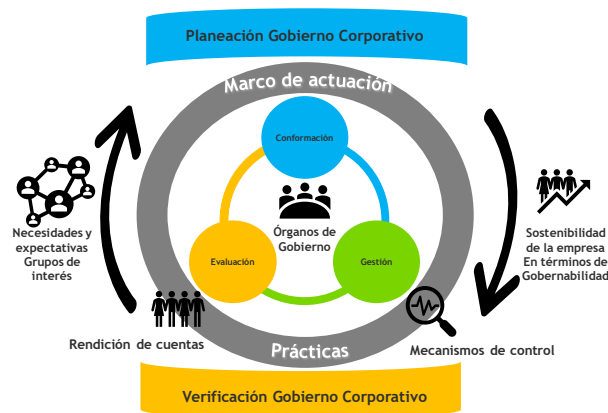 Planeación Gobierno Corporativo
Marco de actuación
Conformación
Necesidades y
expectativas
Grupos de
interés
Órganos de
Gobierno
Evaluación
Gestión
Sostenibilidad
de la empresa
En términos de
Gobernabilidad
Rendición de cuentas
Prácticas
Mecanismos de control
Verificación Gobierno Corporativo